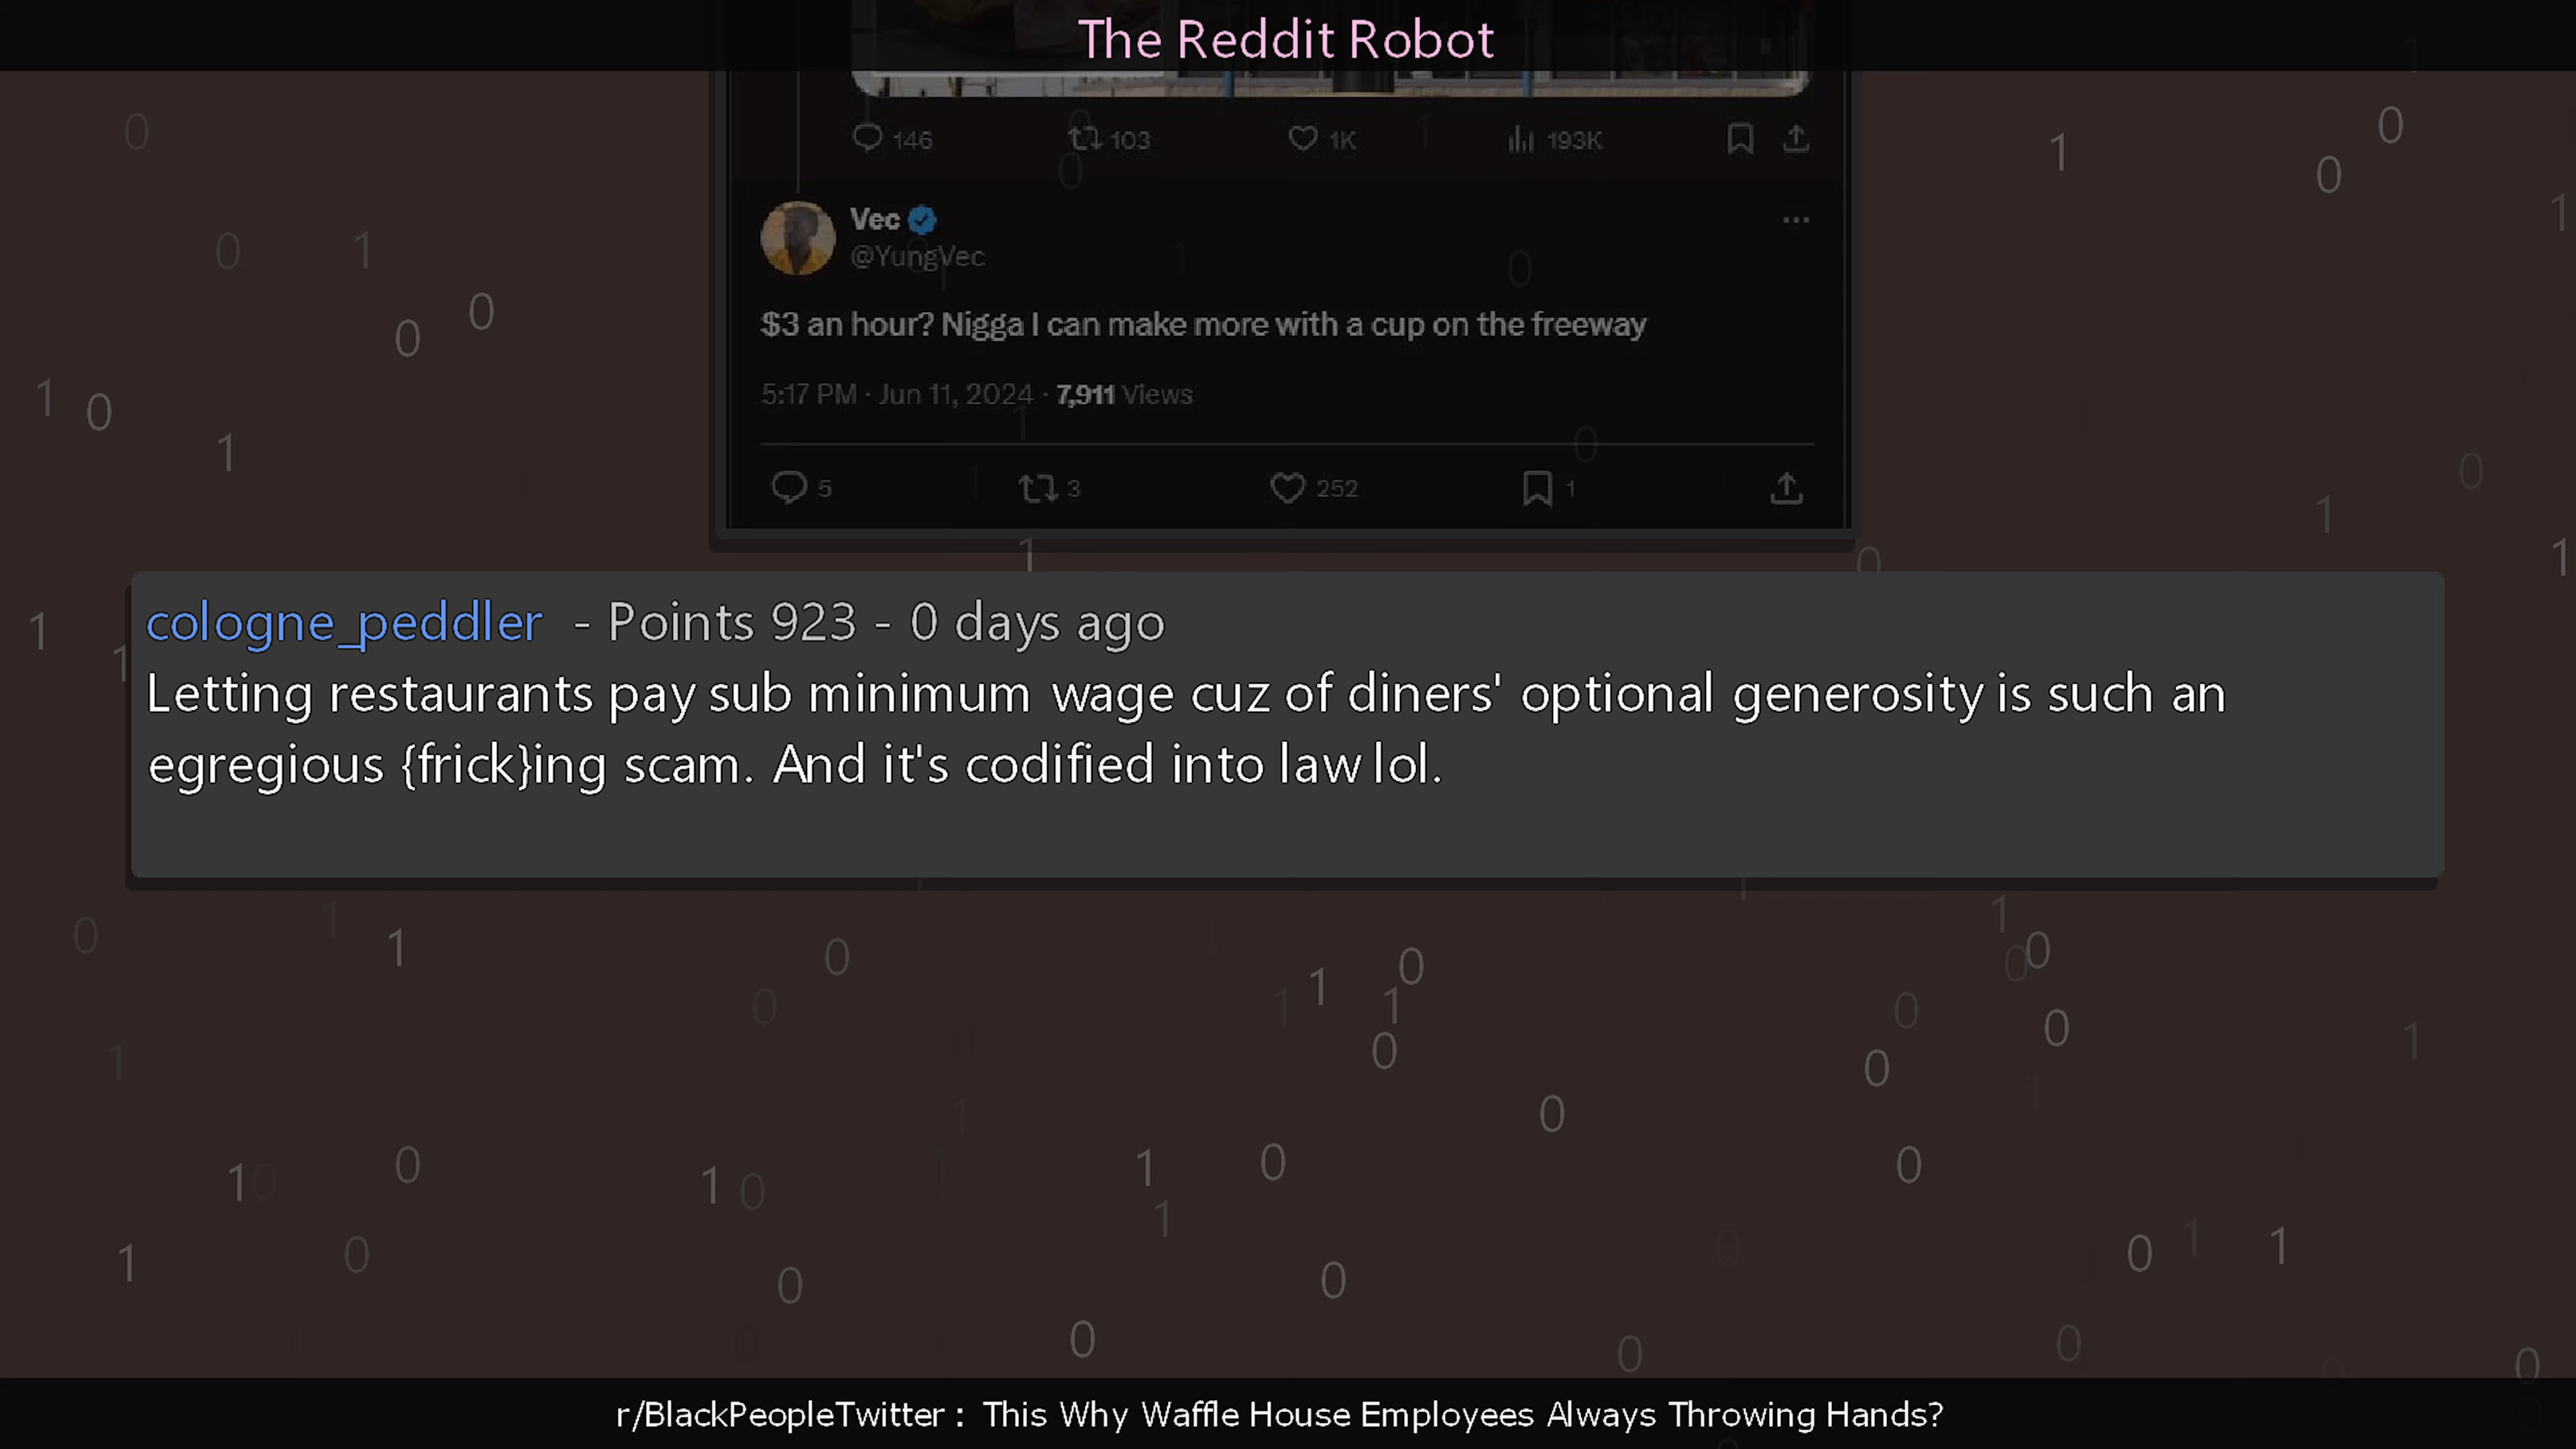 The Reddit Robot
146 103 1K 193K
Vec
@YungVec
$3 an hour? Nigga I can make more with a cup on the freeway
5:17 PM · Jun 11, 2024 · 7,911 Views
5 3 252 1
cologne_peddler - Points 923 - 0 days ago
Letting restaurants pay sub minimum wage cuz of diners' optional generosity is such an
egregious {frick}ing scam. And it's codified into law lol.
r/BlackPeopleTwitter : This Why Waffle House Employees Always Throwing Hands?